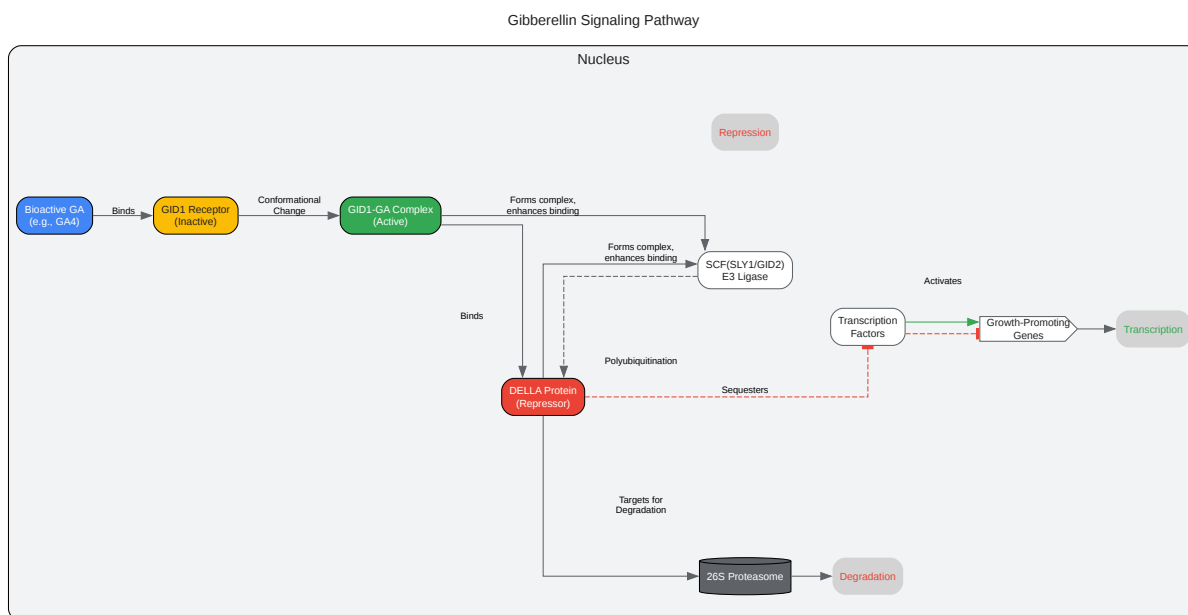 Gibberellin Signaling Pathway
Nucleus
Repression
Bioactive GA
(e.g., GA4)
Binds
GID1 Receptor
(Inactive)
Conformational
Change
GID1-GA Complex
(Active)
Forms complex,
enhances binding
Forms complex,
enhances binding
SCF(SLY1/GID2)
E3 Ligase
Binds
Activates
Transcription
Factors
Growth-Promoting
Genes
Transcription
Polyubiquitination
DELLA Protein
(Repressor)
Sequesters
Targets for
Degradation
26S Proteasome
Degradation